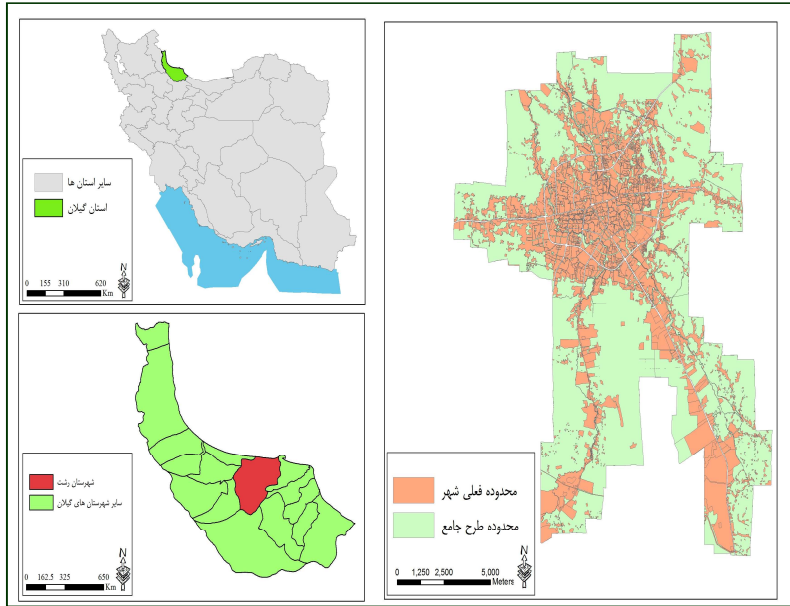 سایر استان ها
استان گیلان
N
0 155 310 620
Km
شهرستان رشت
سایر شهرستان های گیلان
N
0 162.5 325 650
Km
محدوده فعلی شهر
محدوده طرح جامع
N
0 1,250 2,500 5,000
Meters